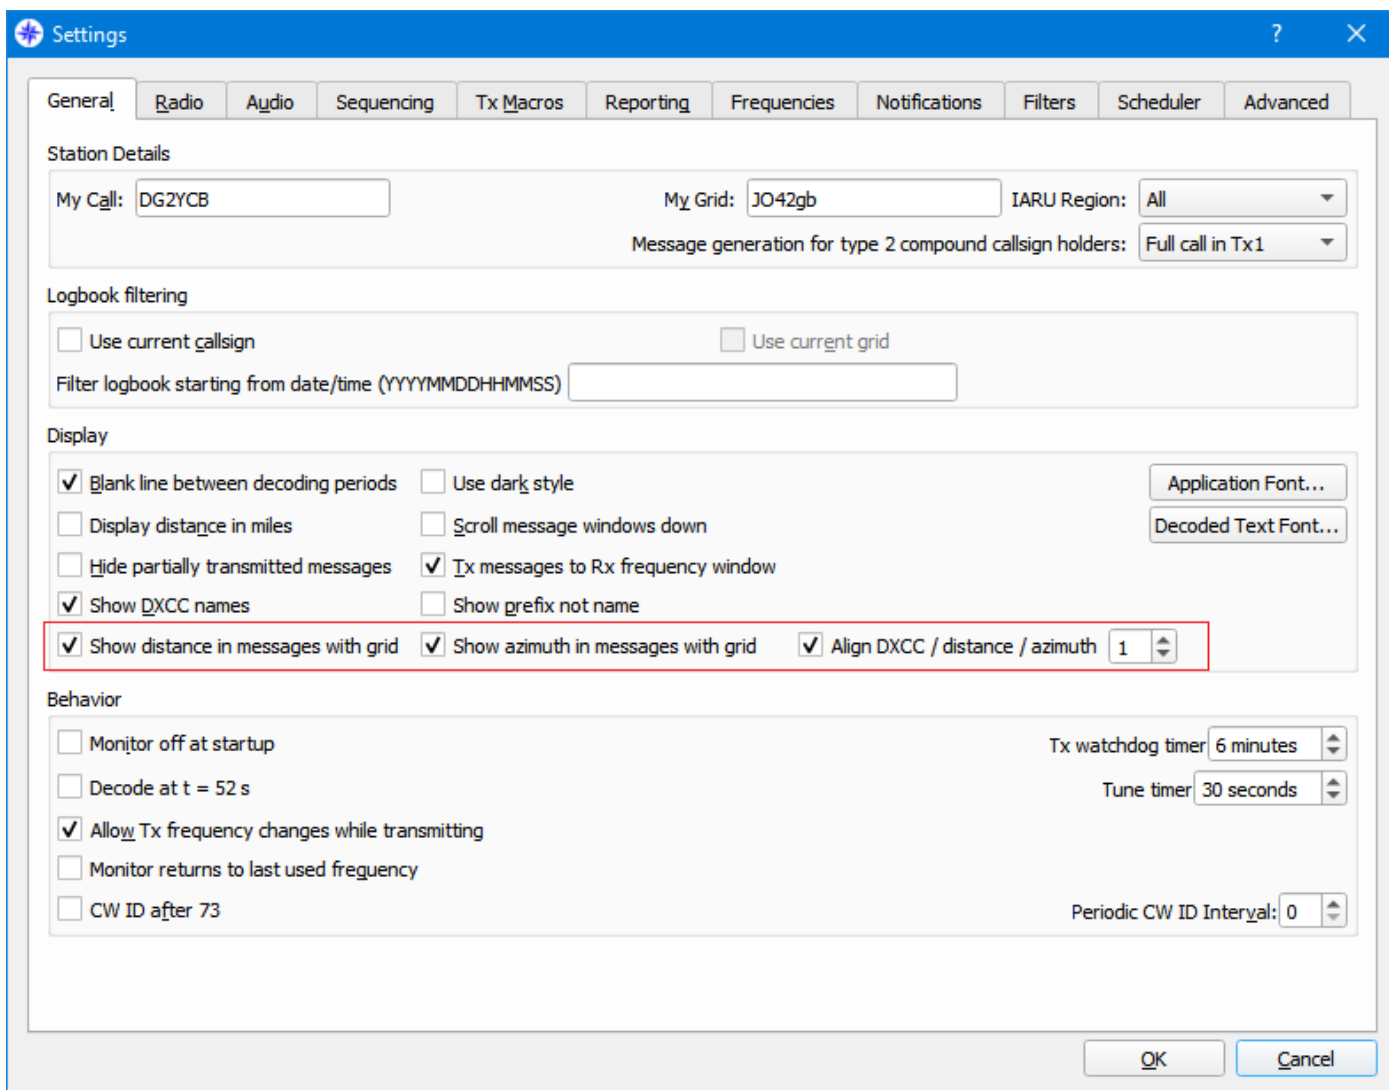 Settings
General Radio Audio Sequencing Tx Macros Reporting Frequencies Notifications Filters Scheduler Advanced
Station Details
My Call: DG2YCB My Grid: JO42gb IARU Region: All
Message generation for type 2 compound callsign holders: Full call in Tx1
Logbook filtering
Use current callsign Use current grid
Filter logbook starting from date/time (YYYYMMDDHHMMSS)
Display
Blank line between decoding periods Use dark style Application Font...
Display distance in miles Scroll message windows down Decoded Text Font...
Hide partially transmitted messages Tx messages to Rx frequency window
Show DXCC names Show prefix not name
Show distance in messages with grid Show azimuth in messages with grid Align DXCC / distance / azimuth 1
Behavior
Monitor off at startup Tx watchdog timer 6 minutes
Decode at t = 52 s Tune timer 30 seconds
Allow Tx frequency changes while transmitting
Monitor returns to last used frequency
CW ID after 73 Periodic CW ID Interval: 0
OK Cancel